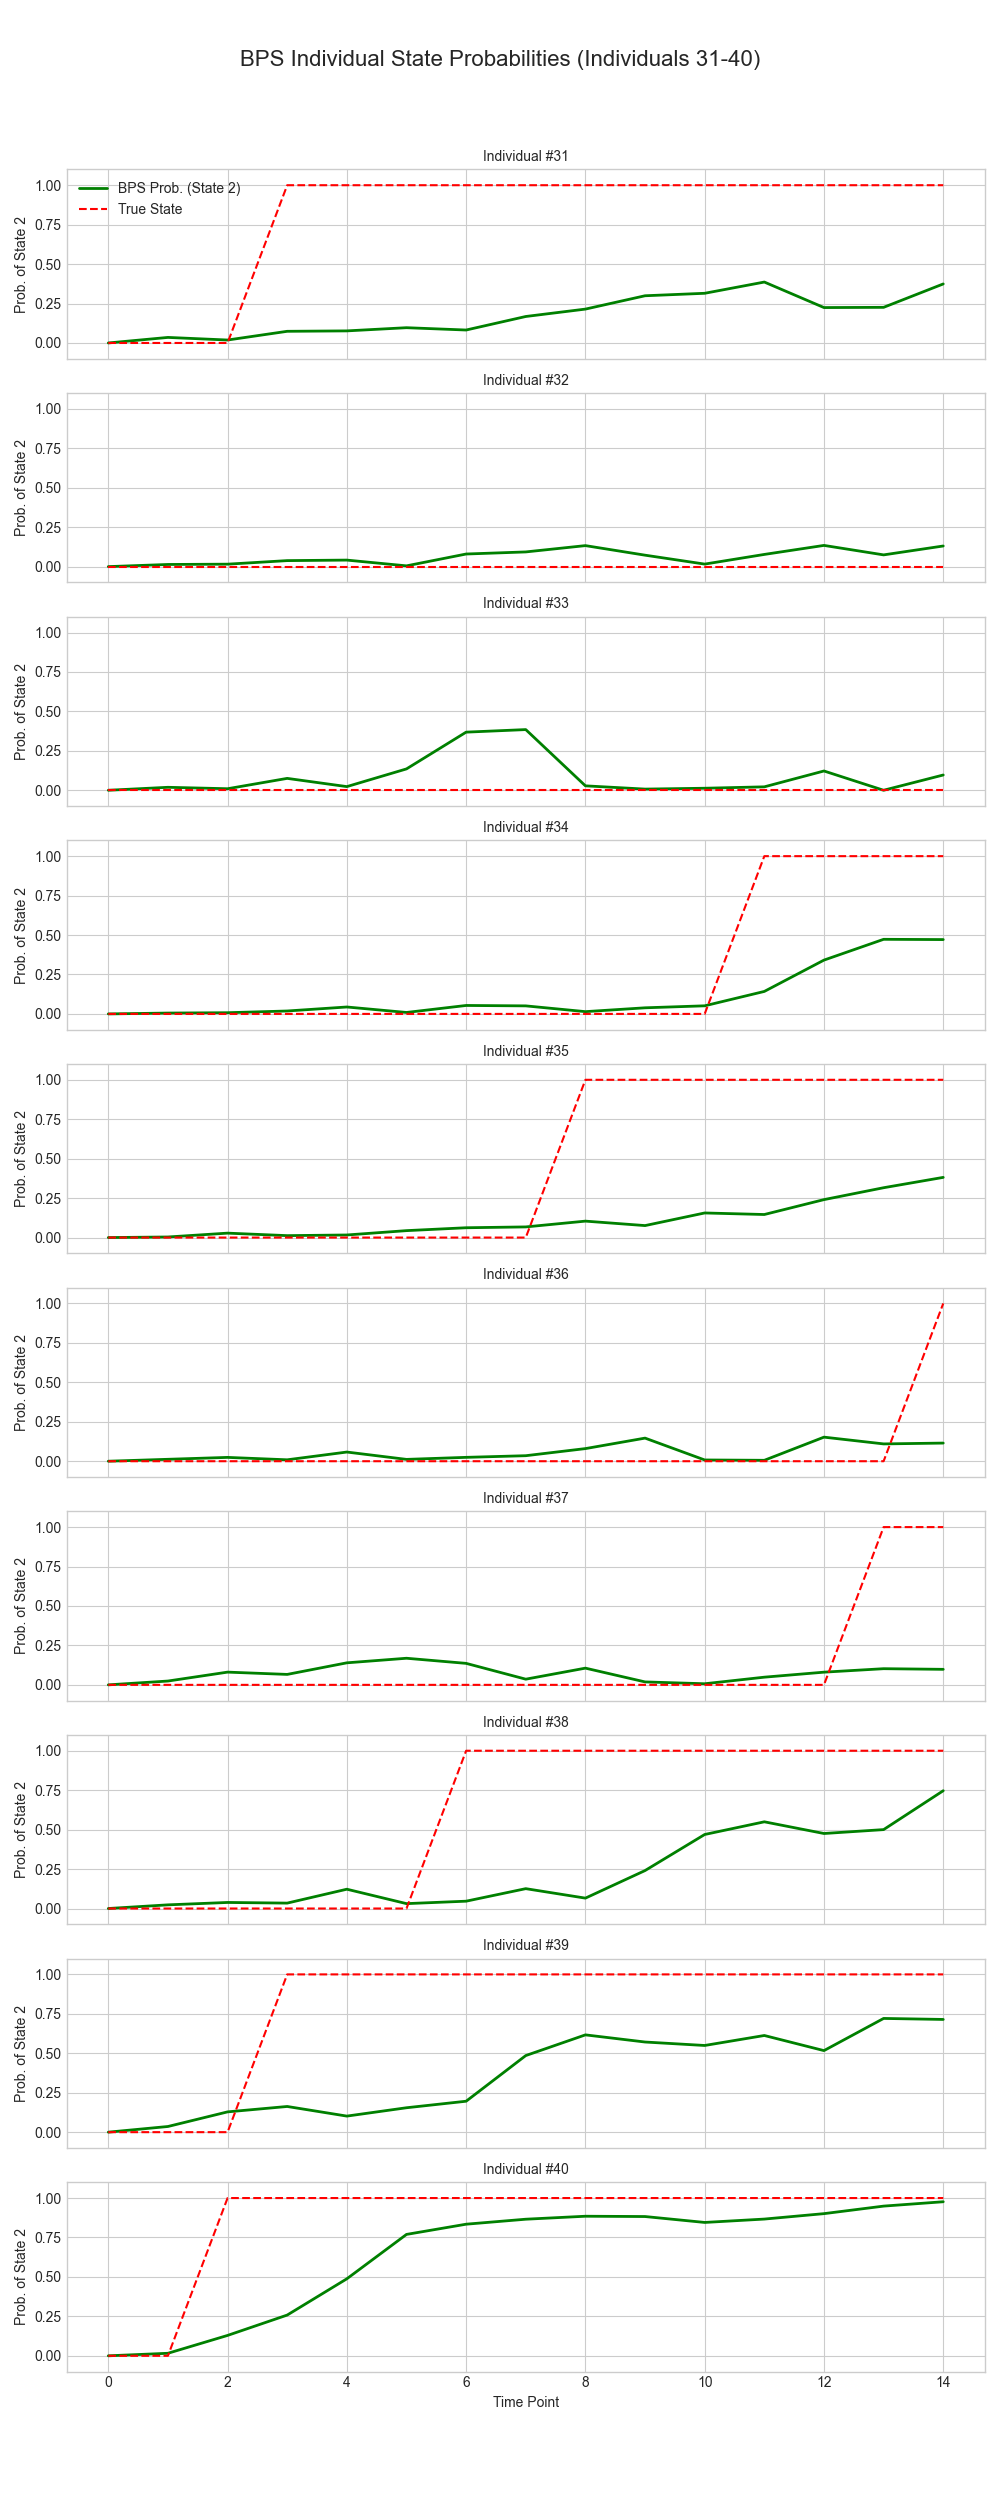 BPS Individual State Probabilities (Individuals 31-40)
Individual #31
BPS Prob. (State 2)
True State
Prob. of State 2
1.00
0.75
0.50
0.25
0.00
Individual #32
Prob. of State 2
1.00
0.75
0.50
0.25
0.00
Individual #33
Prob. of State 2
1.00
0.75
0.50
0.25
0.00
Individual #34
Prob. of State 2
1.00
0.75
0.50
0.25
0.00
Individual #35
Prob. of State 2
1.00
0.75
0.50
0.25
0.00
Individual #36
Prob. of State 2
1.00
0.75
0.50
0.25
0.00
Individual #37
Prob. of State 2
1.00
0.75
0.50
0.25
0.00
Individual #38
Prob. of State 2
1.00
0.75
0.50
0.25
0.00
Individual #39
Prob. of State 2
1.00
0.75
0.50
0.25
0.00
Individual #40
Prob. of State 2
1.00
0.75
0.50
0.25
0.00
0 2 4 6 8 10 12 14
Time Point